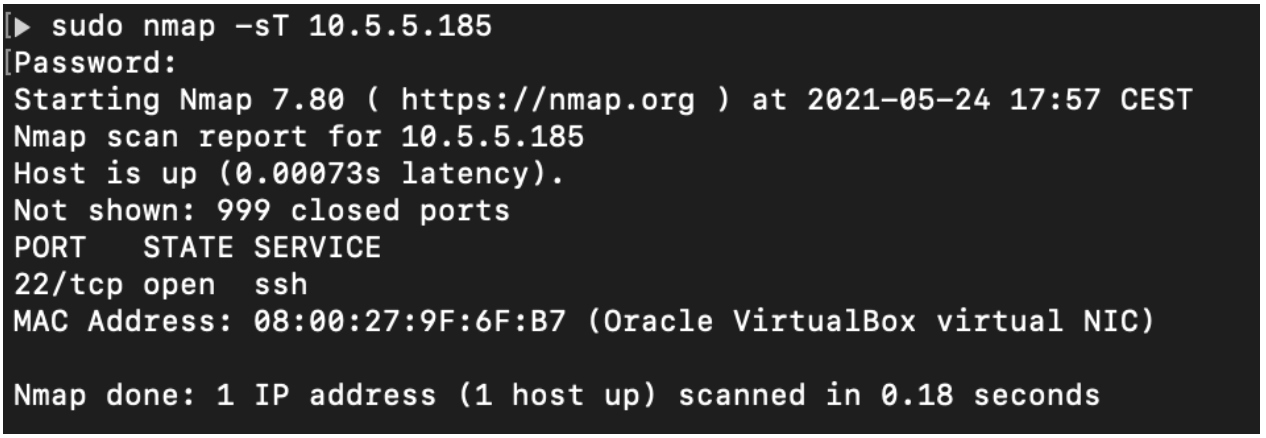 [▶ sudo nmap -sT 10.5.5.185
[Password:
Starting Nmap 7.80 ( https://nmap.org ) at 2021-05-24 17:57 CEST
Nmap scan report for 10.5.5.185
Host is up (0.00073s latency).
Not shown: 999 closed ports
PORT   STATE SERVICE
22/tcp open  ssh
MAC Address: 08:00:27:9F:6F:B7 (Oracle VirtualBox virtual NIC)
Nmap done: 1 IP address (1 host up) scanned in 0.18 seconds